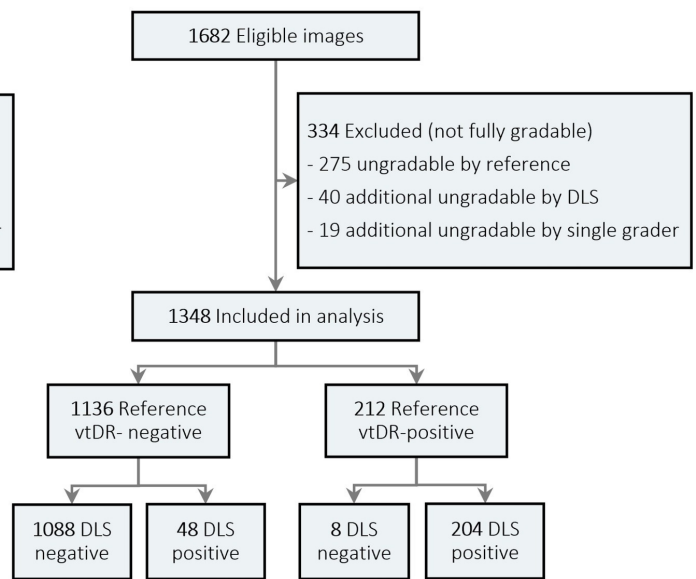 1682 Eligible images
334 Excluded (not fully gradable)
- 275 ungradable by reference
- 40 additional ungradable by DLS
- 19 additional ungradable by single grader
1348 Included in analysis
1136 Reference
vtDR- negative
212 Reference
vtDR-positive
1088 DLS
negative
48 DLS
positive
8 DLS
negative
204 DLS
positive